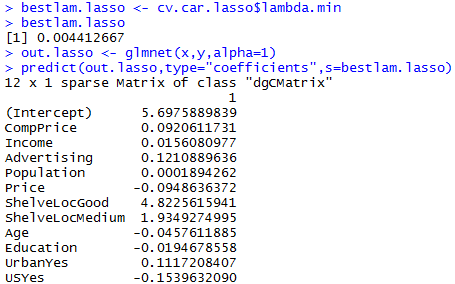 > bestlam.lasso <- cv.car.lasso$lambda.min
> bestlam.lasso
[1] 0.004412667
> out.lasso <- glmnet(x,y,alpha=1)
> predict(out.lasso,type="coefficients",s=bestlam.lasso)
12 x 1 sparse Matrix of class "dgCMatrix"
1
(Intercept) 5.6975889839
CompPrice 0.0920611731
Income 0.0156080977
Advertising 0.1210889636
Population 0.0001894262
Price -0.0948636372
ShelveLocGood 4.8225615941
ShelveLocMedium 1.9349274995
Age -0.0457611885
Education -0.0194678558
UrbanYes 0.1117208407
USYes -0.1539632090